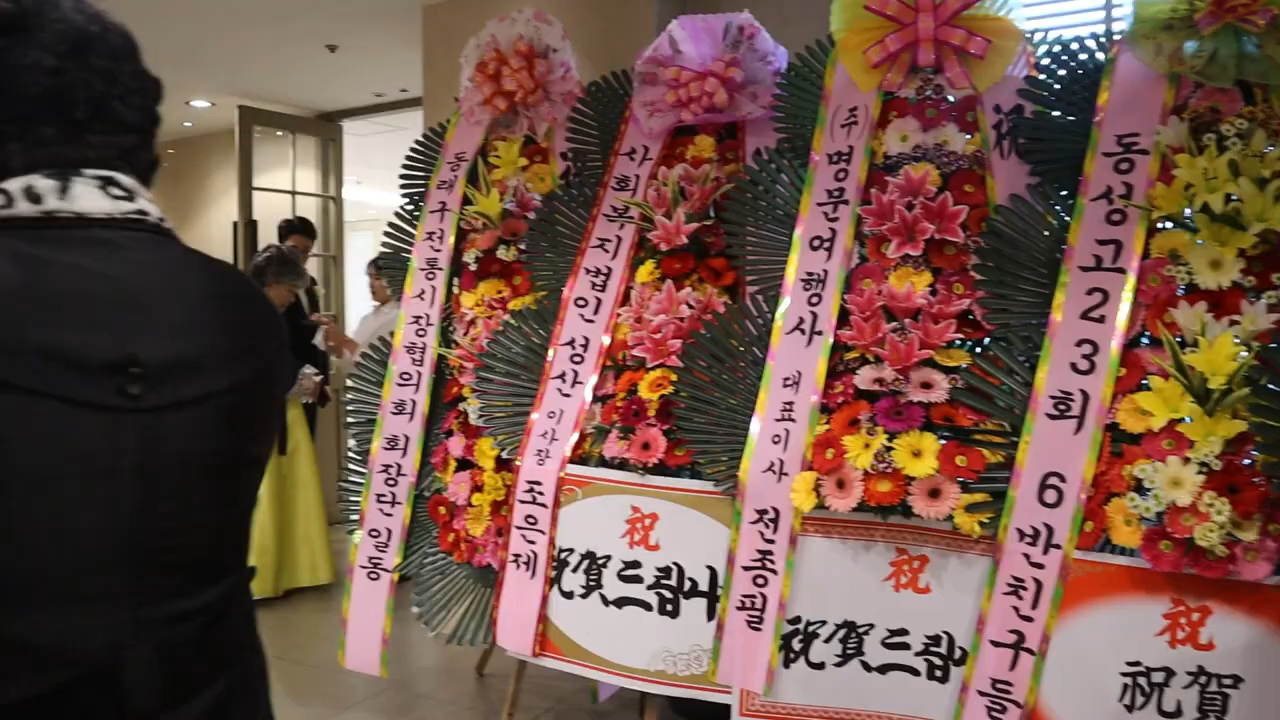 동래구전통시장협의회 회장단 일동
사회복지법인 성산 이사장 조은제
祝
祝賀드립니
(주)명문여행사 대표이사 전종필
祝
祝
祝賀드립
동성고23회 6반친구들
祝
祝賀